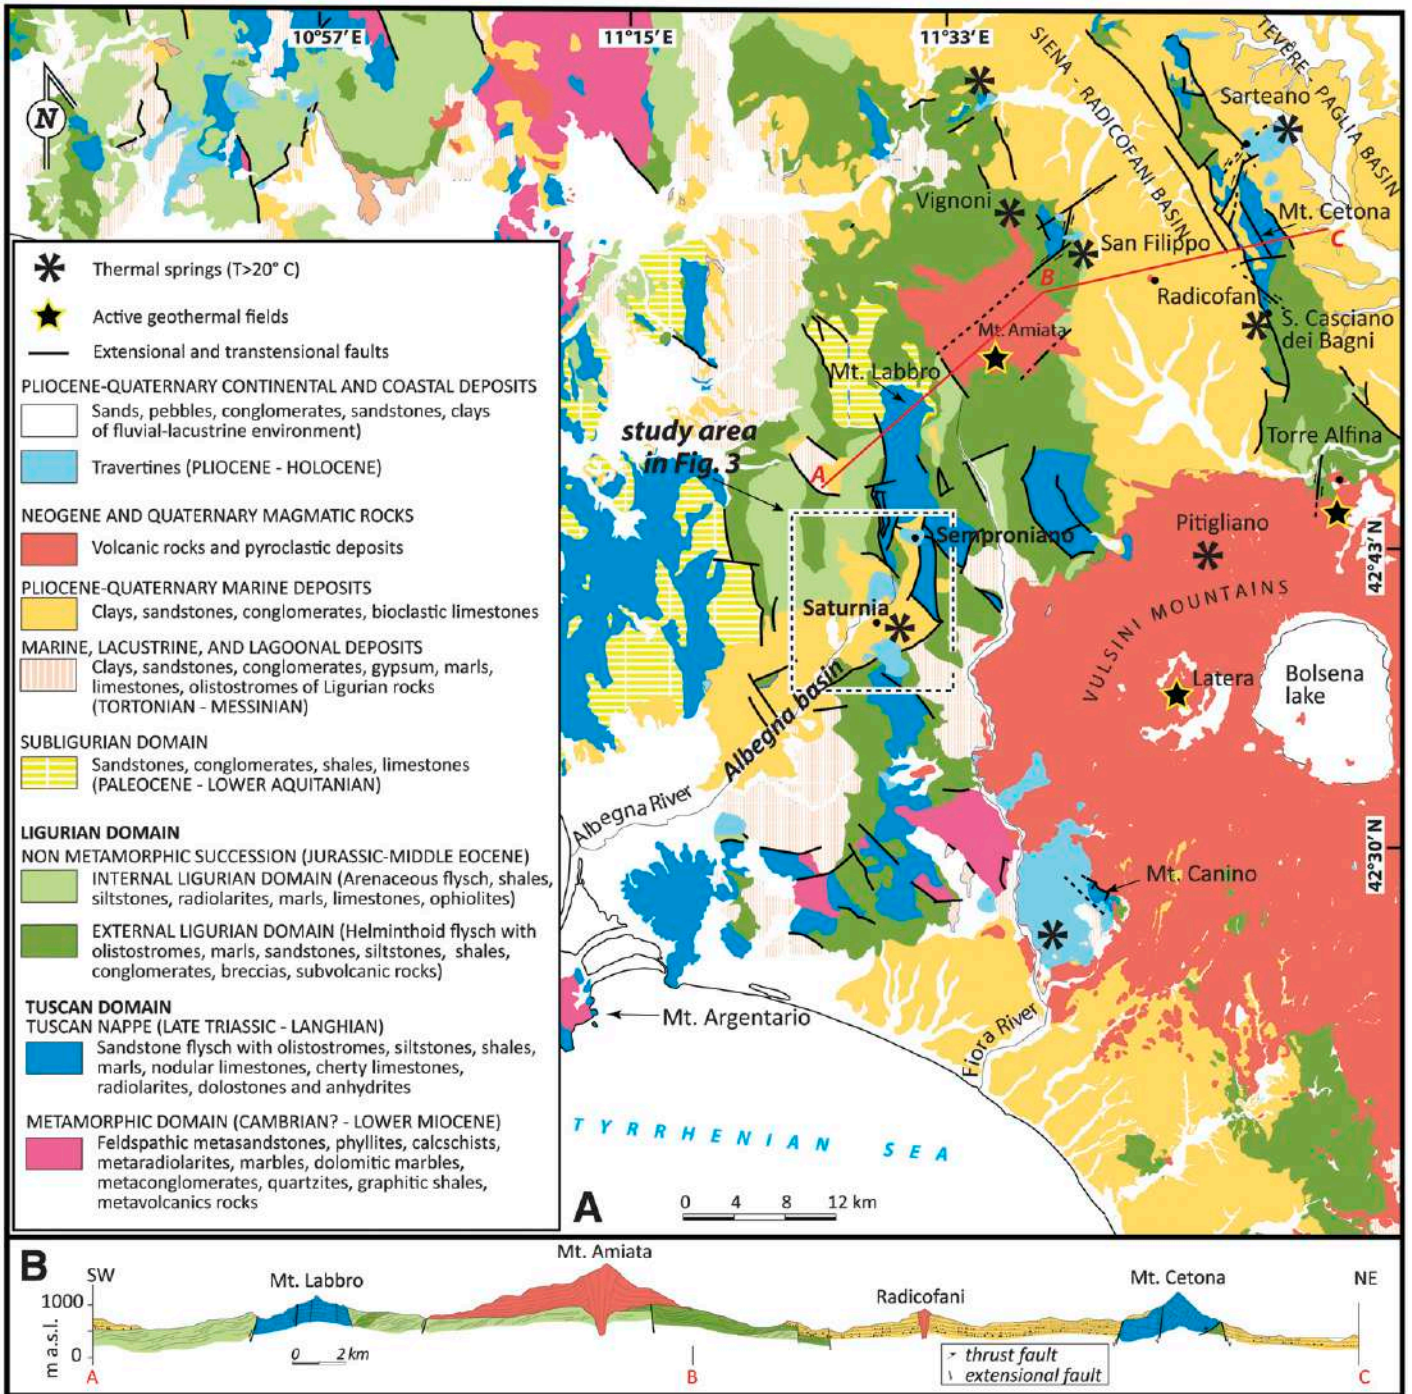 10°57'E
11°15'E
11°33'E
SIENA - RADICOFANI BASIN
TEVERE - PAGLIA BASIN
Sarteano
N
Vignoni
Mt. Cetona
C
San Filippo
B
Radicofani
S. Casciano
dei Bagni
Mt. Amiata
Mt. Labbro
study area
in Fig. 3
A
Torre Alfina
Pitigliano
42°43'N
Semproniano
VULSINI MOUNTAINS
Saturnia
Latera
Bolsena
lake
Albegna basin
Albegna River
42°30'N
Mt. Canino
Mt. Argentario
Fiora River
TYRRHENIAN SEA
Thermal springs (T>20° C)
Active geothermal fields
Extensional and transtensional faults
PLIOCENE-QUATERNARY CONTINENTAL AND COASTAL DEPOSITS
Sands, pebbles, conglomerates, sandstones, clays
of fluvial-lacustrine environment)
Travertines (PLIOCENE - HOLOCENE)
NEOGENE AND QUATERNARY MAGMATIC ROCKS
Volcanic rocks and pyroclastic deposits
PLIOCENE-QUATERNARY MARINE DEPOSITS
Clays, sandstones, conglomerates, bioclastic limestones
MARINE, LACUSTRINE, AND LAGOONAL DEPOSITS
Clays, sandstones, conglomerates, gypsum, marls,
limestones, olistostromes of Ligurian rocks
(TORTONIAN - MESSINIAN)
SUBLIGURIAN DOMAIN
Sandstones, conglomerates, shales, limestones
(PALEOCENE - LOWER AQUITANIAN)
LIGURIAN DOMAIN
NON METAMORPHIC SUCCESSION (JURASSIC-MIDDLE EOCENE)
INTERNAL LIGURIAN DOMAIN (Arenaceous flysch, shales,
siltstones, radiolarites, marls, limestones, ophiolites)
EXTERNAL LIGURIAN DOMAIN (Helminthoid flysch with
olistostromes, marls, sandstones, siltstones, shales,
conglomerates, breccias, subvolcanic rocks)
TUSCAN DOMAIN
TUSCAN NAPPE (LATE TRIASSIC - LANGHIAN)
Sandstone flysch with olistostromes, siltstones, shales,
marls, nodular limestones, cherty limestones,
radiolarites, dolostones and anhydrites
METAMORPHIC DOMAIN (CAMBRIAN? - LOWER MIOCENE)
Feldspathic metasandstones, phyllites, calcschists,
metaradiolarites, marbles, dolomitic marbles,
metaconglomerates, quartzites, graphitic shales,
metavolcanics rocks
A
0 4 8 12 km
B
SW
Mt. Labbro
Mt. Amiata
Radicofani
Mt. Cetona
NE
1000
m a.s.l.
0
0 2 km
thrust fault
extensional fault
A
B
C